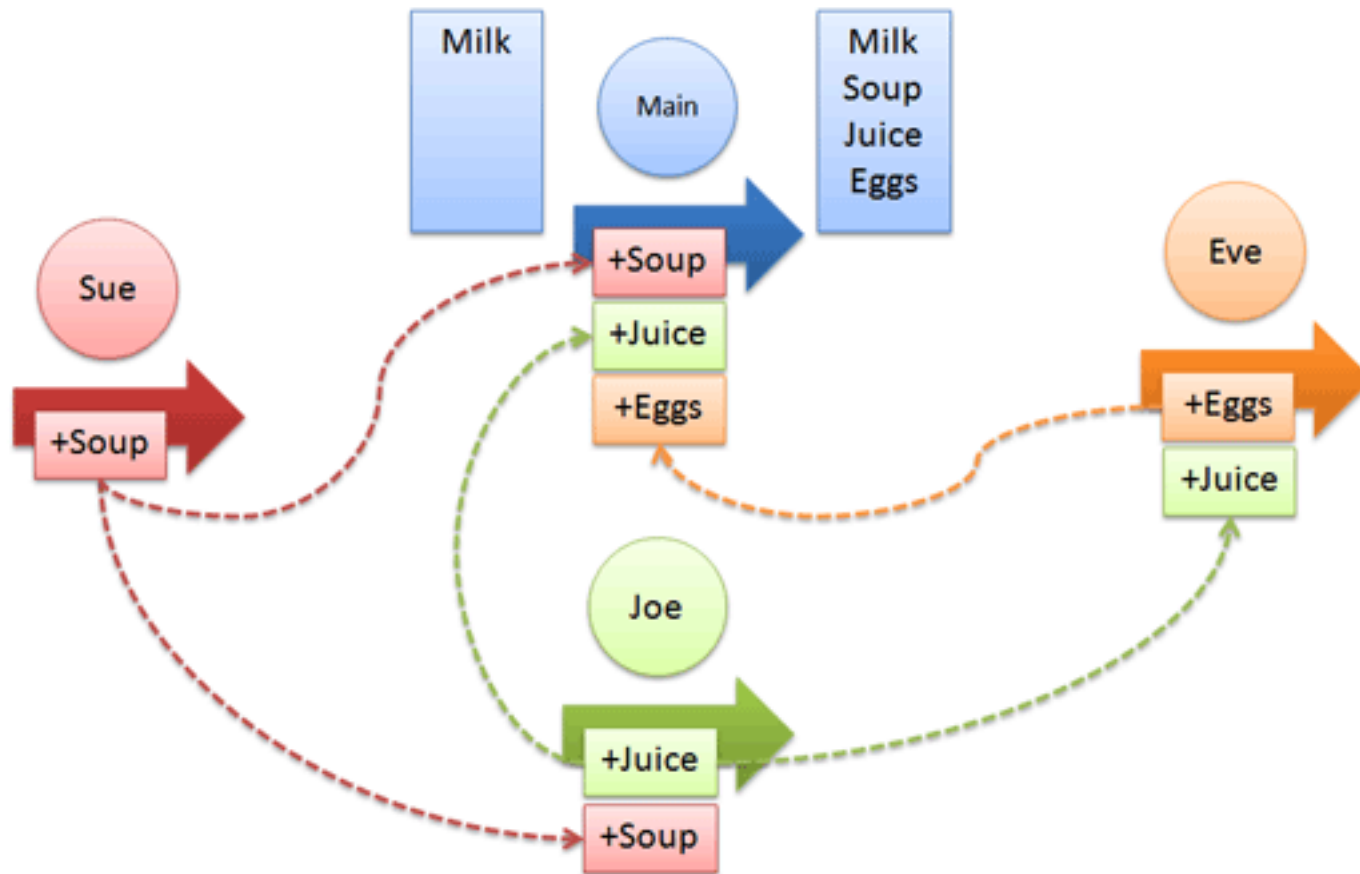 Milk
Main
Milk
Soup
Juice
Eggs
Sue
+Soup
+Soup
+Juice
+Eggs
Eve
+Eggs
+Juice
Joe
+Juice
+Soup